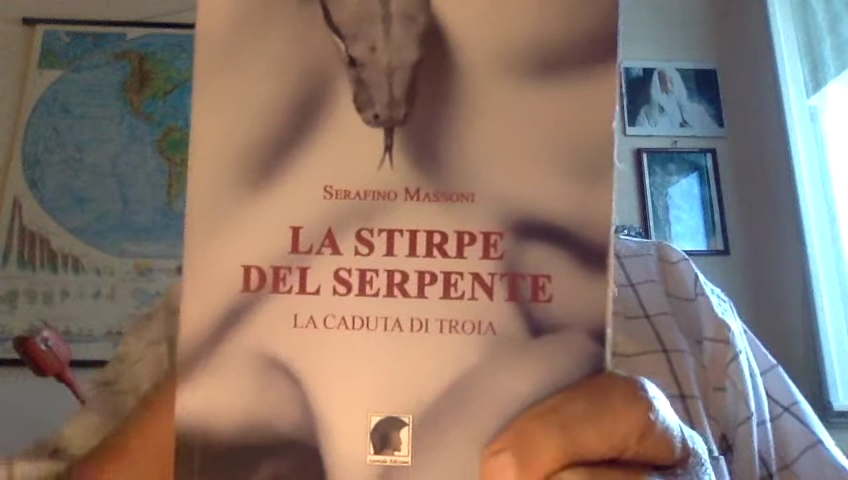 SERAFINO MASSONI
LA STIRPE
DEL SERPENTE
LA CADUTA DI TROIA